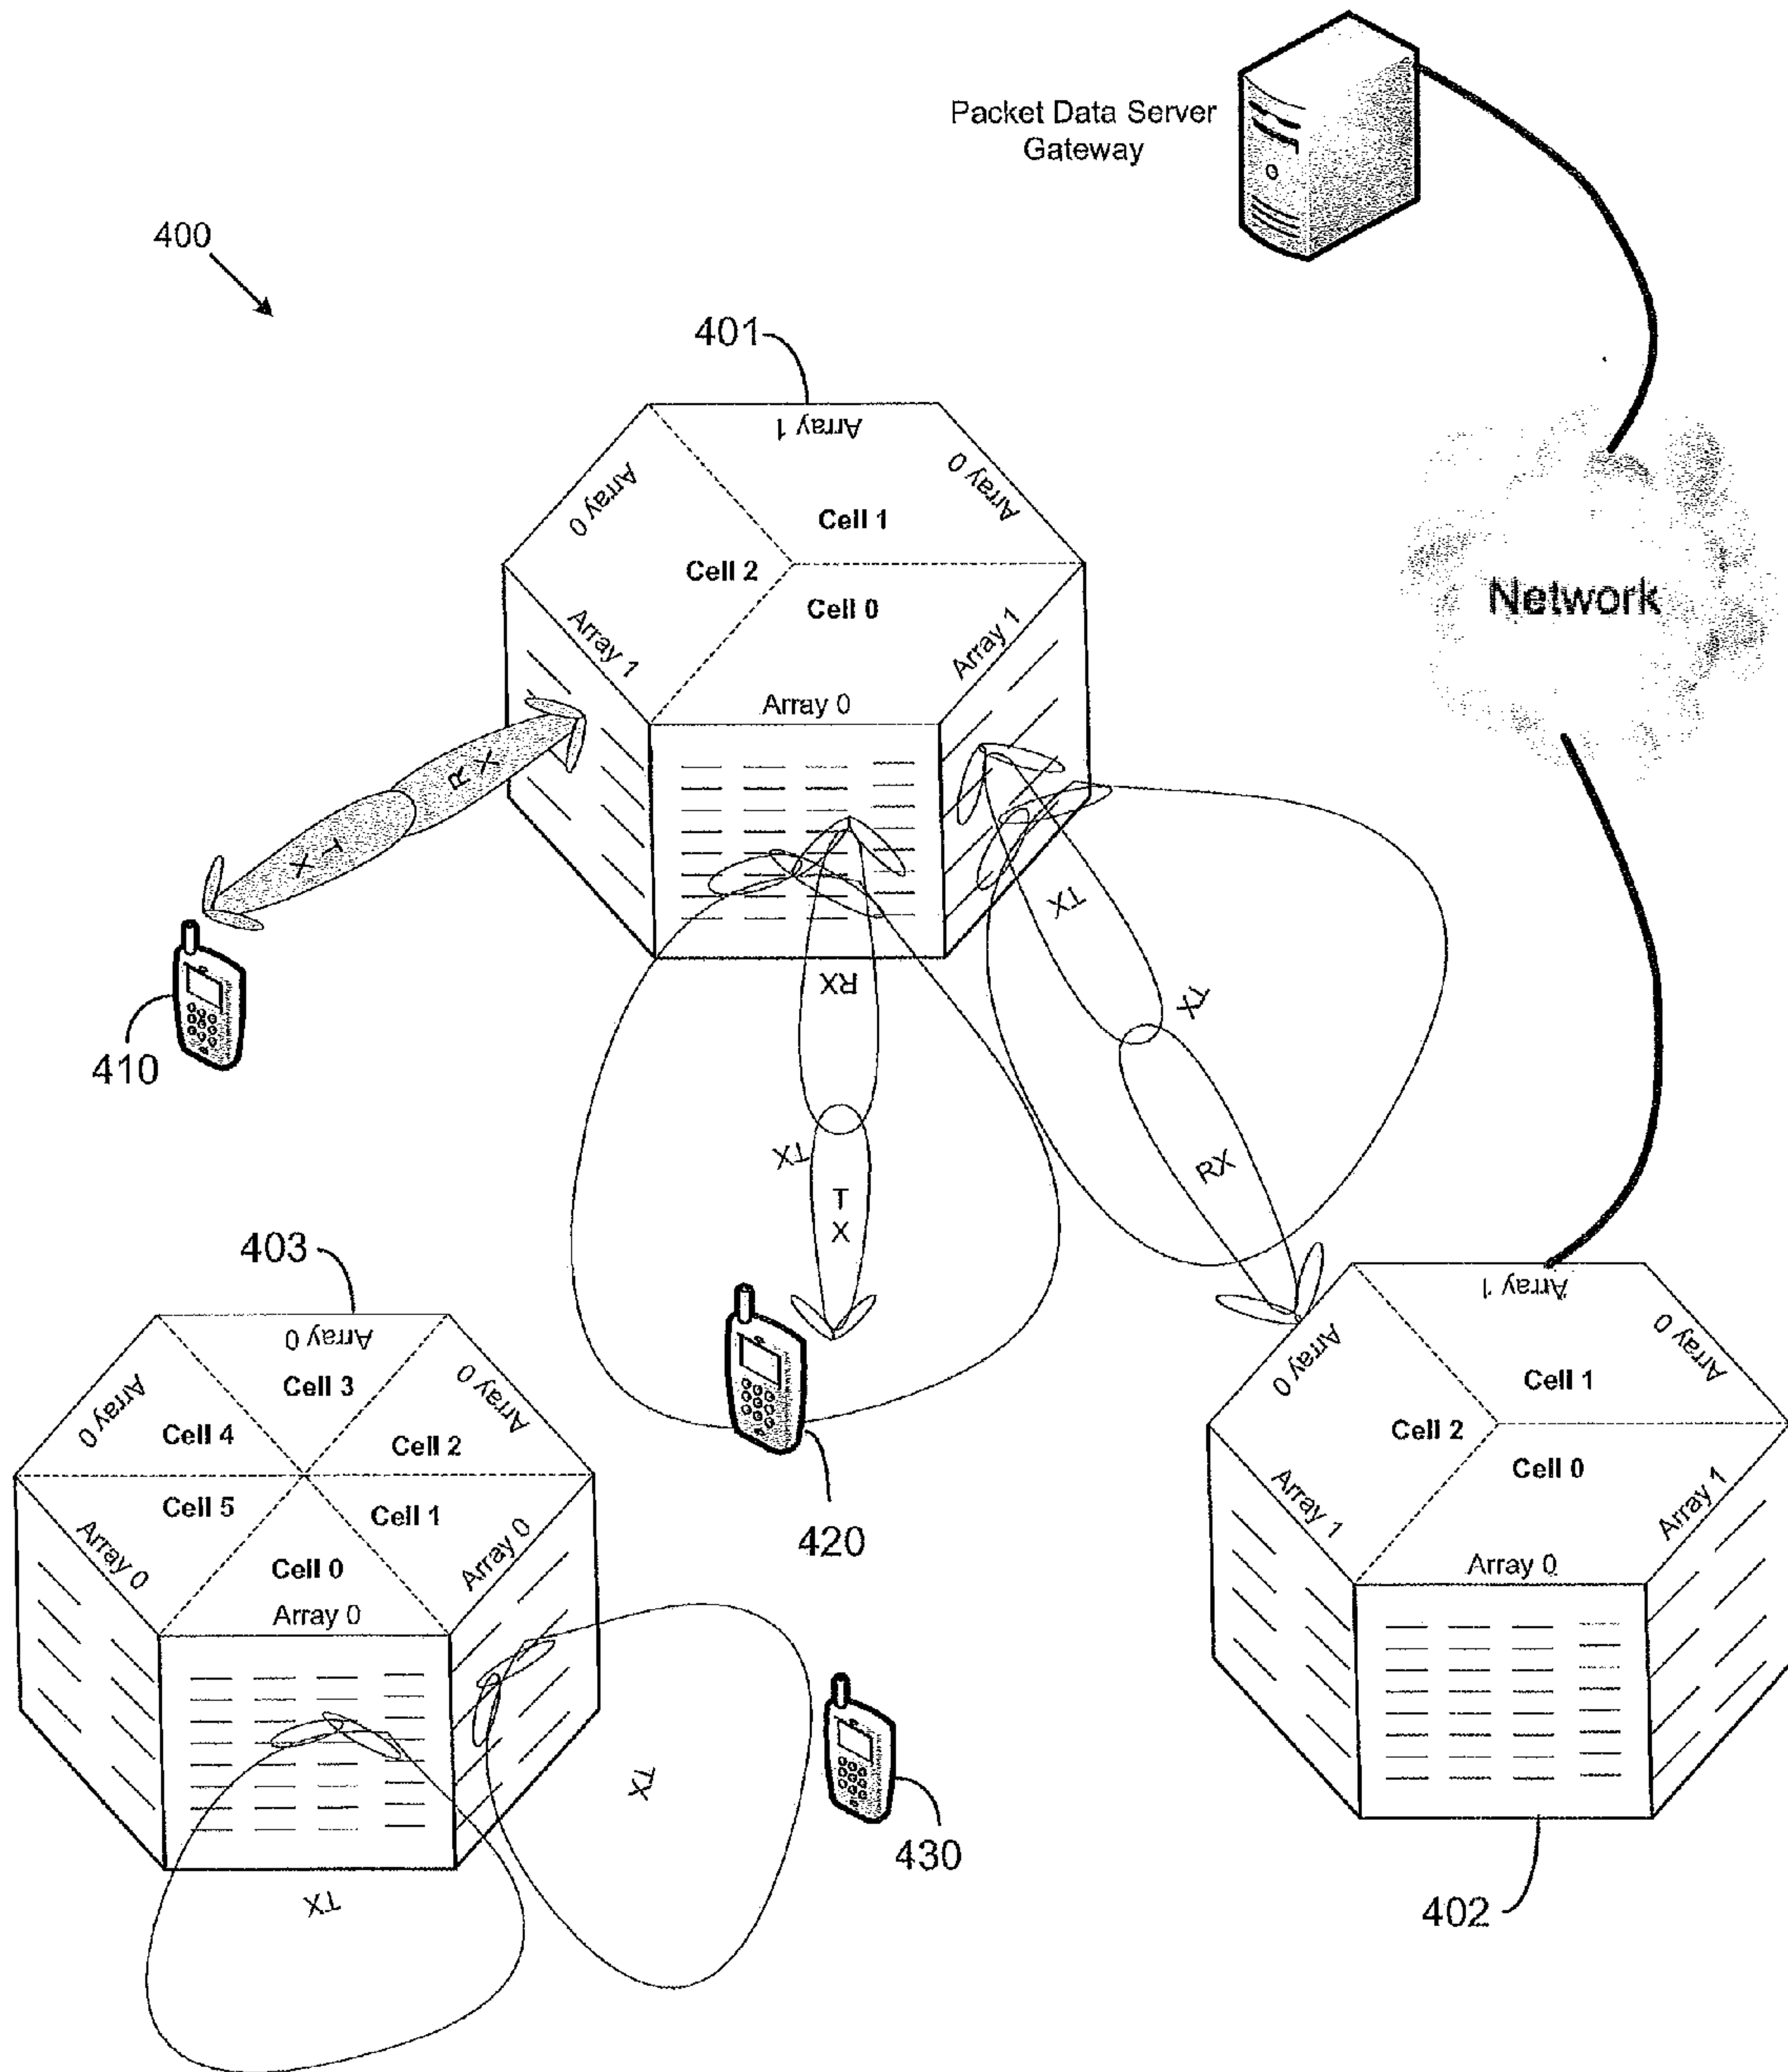 Packet Data Server
Gateway
400
401
Array 1
Array 0
Array 0
Cell 1
Cell 2
Cell 0
Array 1
Array 1
Array 0
Network
RX
TX
410
TX
RX
TX
TX
TX
RX
403
Array 0
Array 0
Array 0
Cell 3
Cell 4
Cell 2
Cell 5
Cell 1
Array 0
Array 0
Cell 0
Array 0
420
Array 1
Array 0
Array 0
Cell 1
Cell 2
Cell 0
Array 1
Array 1
Array 0
TX
430
TX
402